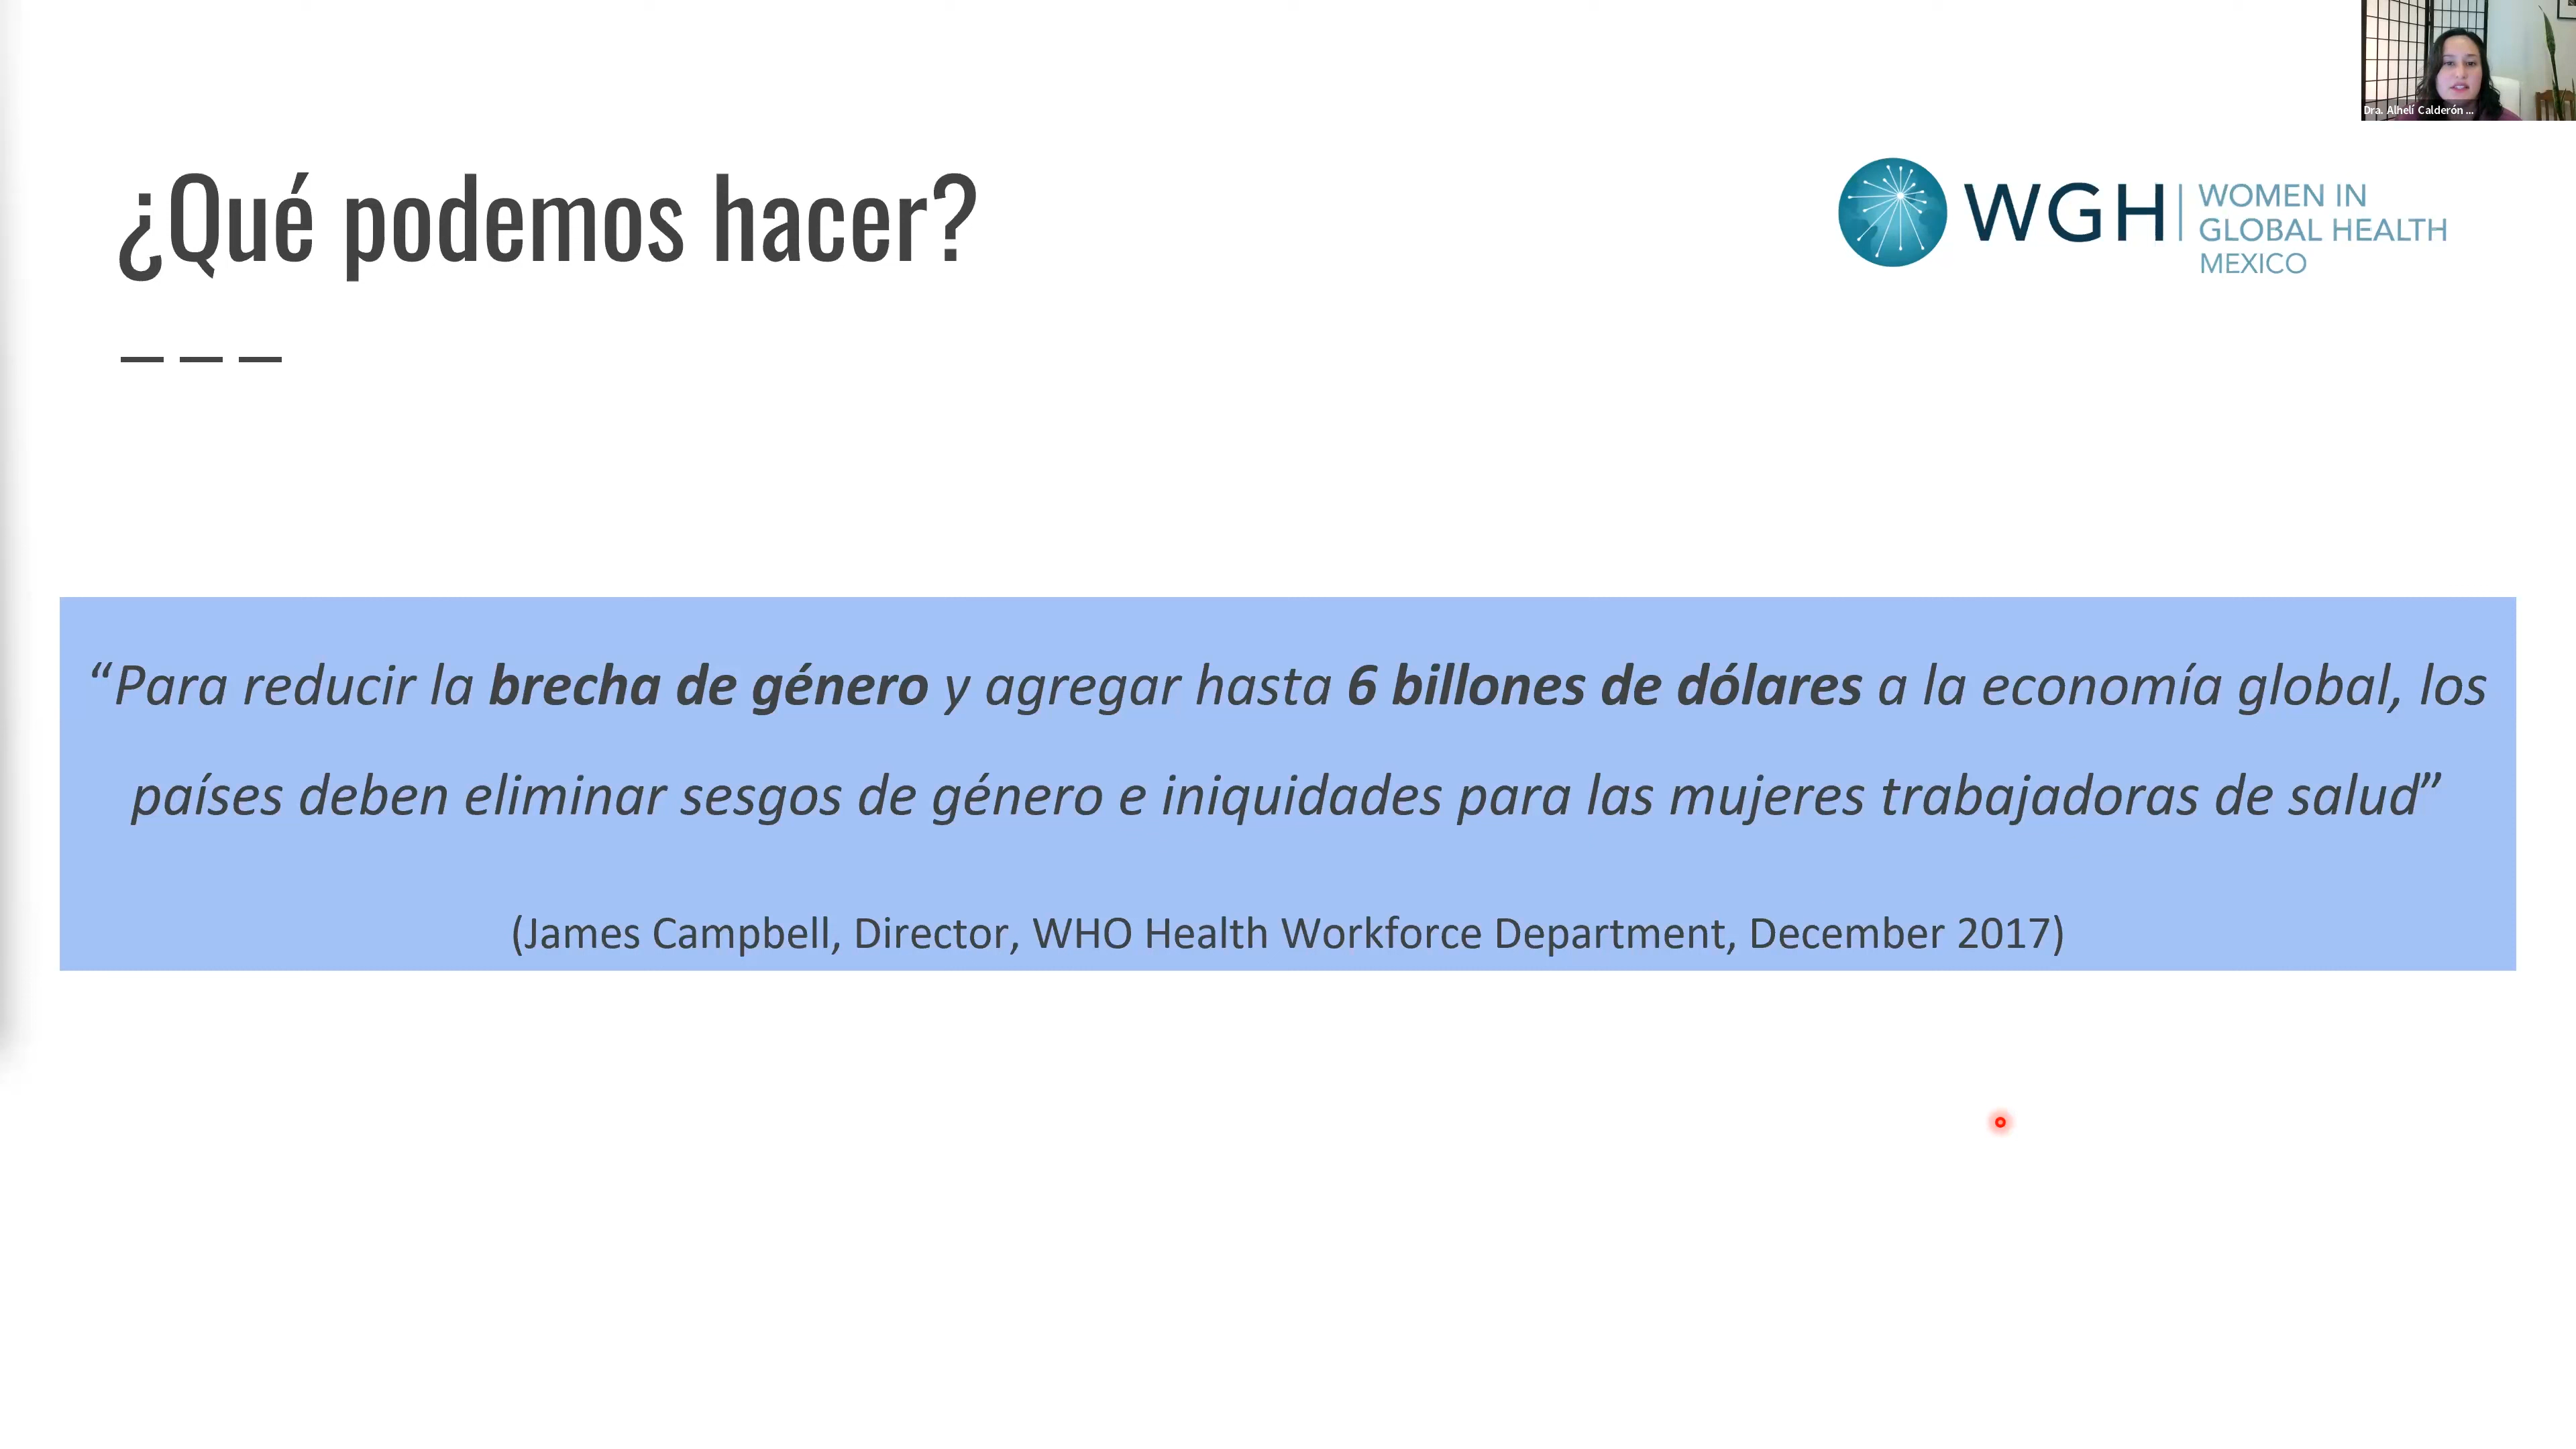 Dra. Alhelí Calderón ...
¿Qué podemos hacer?
WGH
WOMEN IN
GLOBAL HEALTH
MEXICO
“Para reducir la brecha de género y agregar hasta 6 billones de dólares a la economía global, los
países deben eliminar sesgos de género e iniquidades para las mujeres trabajadoras de salud”
(James Campbell, Director, WHO Health Workforce Department, December 2017)